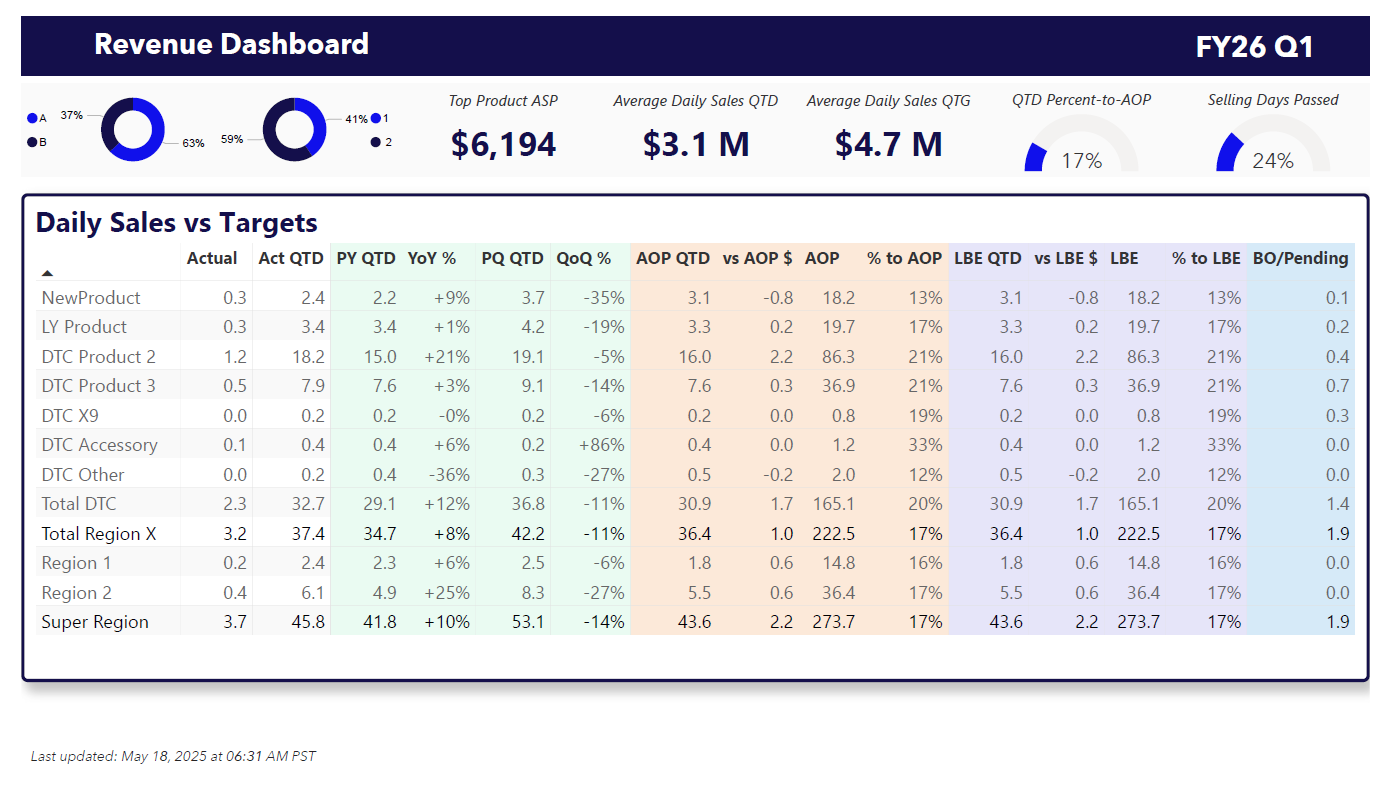 Revenue Dashboard FY26 Q1
Top Product ASP Average Daily Sales QTD Average Daily Sales QTG QTD Percent-to-AOP Selling Days Passed
A 37% 63% 59% 41% 1
B 2
$6,194 $3.1 M $4.7 M 17% 24%
Daily Sales vs Targets
Actual Act QTD PY QTD YoY % PQ QTD QoQ % AOP QTD vs AOP $ AOP % to AOP LBE QTD vs LBE $ LBE % to LBE BO/Pending
NewProduct 0.3 2.4 2.2 +9% 3.7 -35% 3.1 -0.8 18.2 13% 3.1 -0.8 18.2 13% 0.1
LY Product 0.3 3.4 3.4 +1% 4.2 -19% 3.3 0.2 19.7 17% 3.3 0.2 19.7 17% 0.2
DTC Product 2 1.2 18.2 15.0 +21% 19.1 -5% 16.0 2.2 86.3 21% 16.0 2.2 86.3 21% 0.4
DTC Product 3 0.5 7.9 7.6 +3% 9.1 -14% 7.6 0.3 36.9 21% 7.6 0.3 36.9 21% 0.7
DTC X9 0.0 0.2 0.2 -0% 0.2 -6% 0.2 0.0 0.8 19% 0.2 0.0 0.8 19% 0.3
DTC Accessory 0.1 0.4 0.4 +6% 0.2 +86% 0.4 0.0 1.2 33% 0.4 0.0 1.2 33% 0.0
DTC Other 0.0 0.2 0.4 -36% 0.3 -27% 0.5 -0.2 2.0 12% 0.5 -0.2 2.0 12% 0.0
Total DTC 2.3 32.7 29.1 +12% 36.8 -11% 30.9 1.7 165.1 20% 30.9 1.7 165.1 20% 1.4
Total Region X 3.2 37.4 34.7 +8% 42.2 -11% 36.4 1.0 222.5 17% 36.4 1.0 222.5 17% 1.9
Region 1 0.2 2.4 2.3 +6% 2.5 -6% 1.8 0.6 14.8 16% 1.8 0.6 14.8 16% 0.0
Region 2 0.4 6.1 4.9 +25% 8.3 -27% 5.5 0.6 36.4 17% 5.5 0.6 36.4 17% 0.0
Super Region 3.7 45.8 41.8 +10% 53.1 -14% 43.6 2.2 273.7 17% 43.6 2.2 273.7 17% 1.9
Last updated: May 18, 2025 at 06:31 AM PST